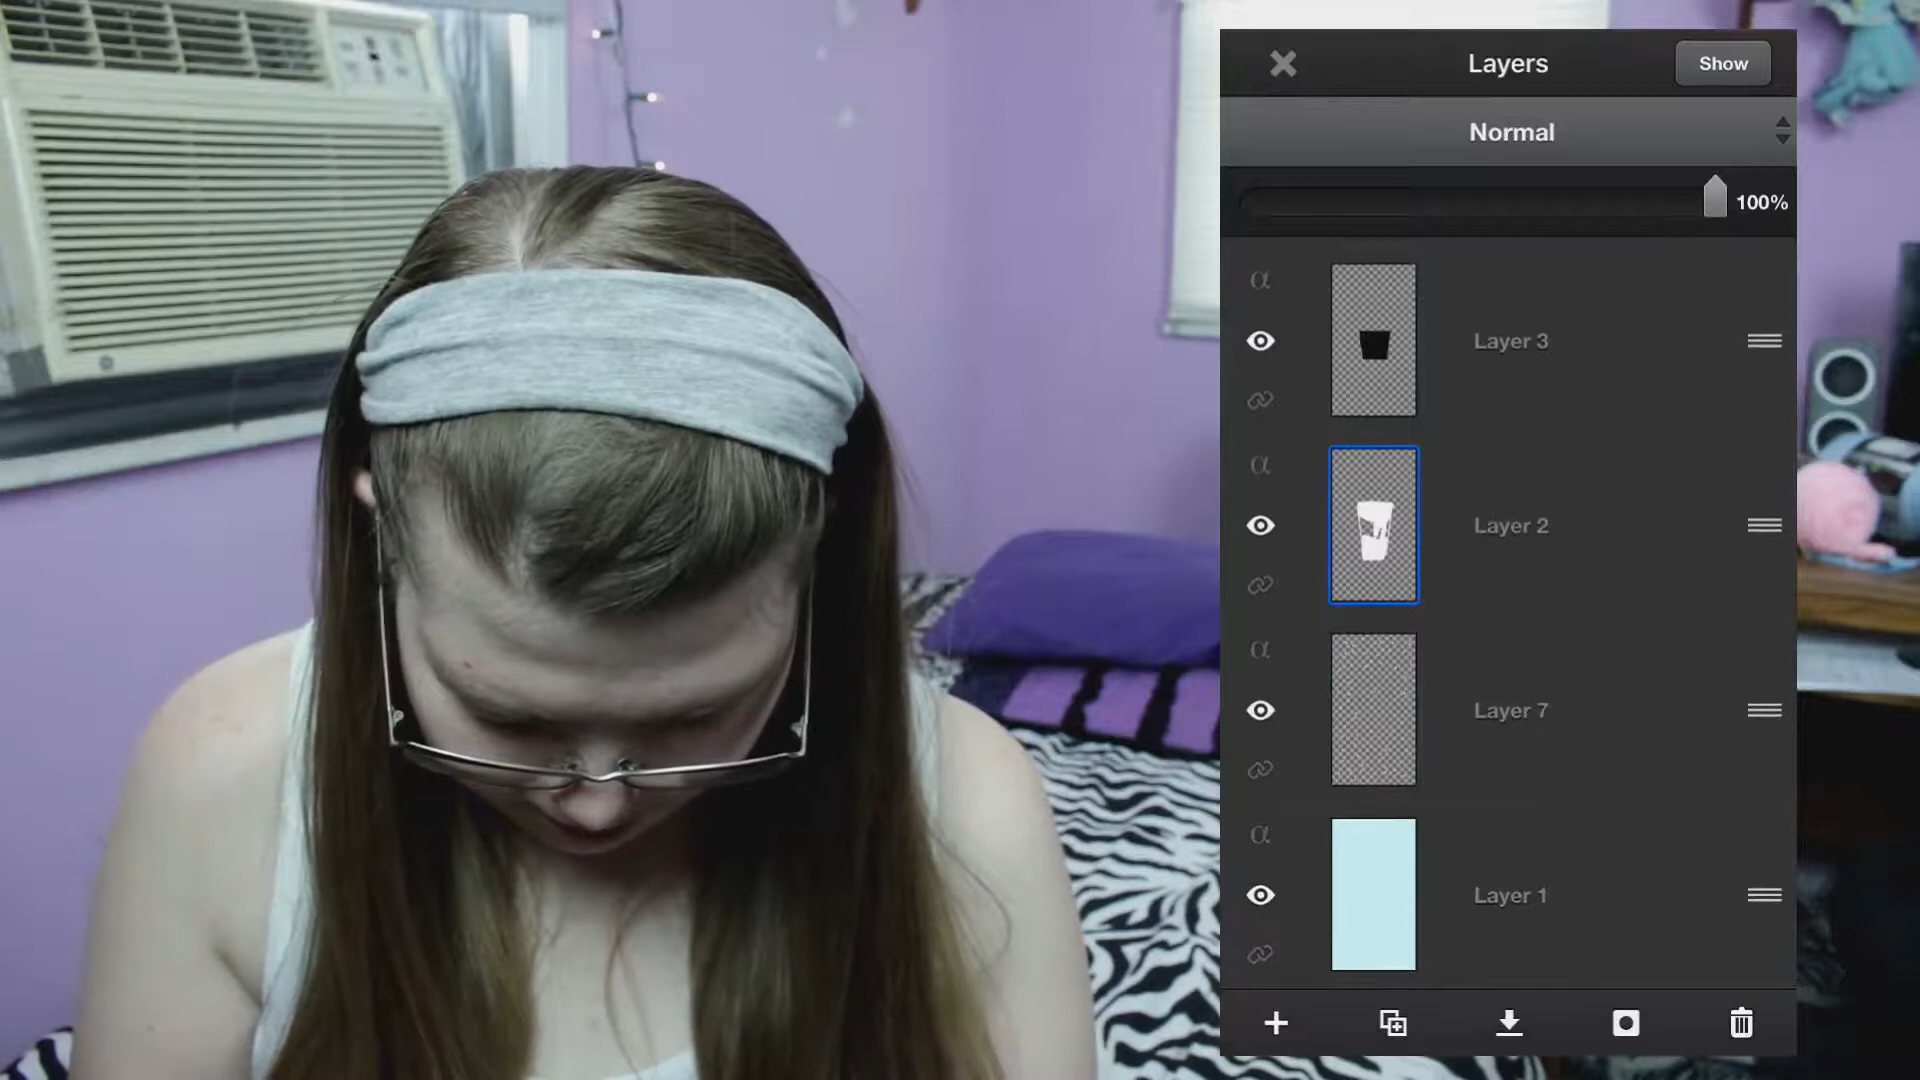 Layers
Show
Normal
100%
α
Layer 3
α
Layer 2
α
Layer 7
α
Layer 1